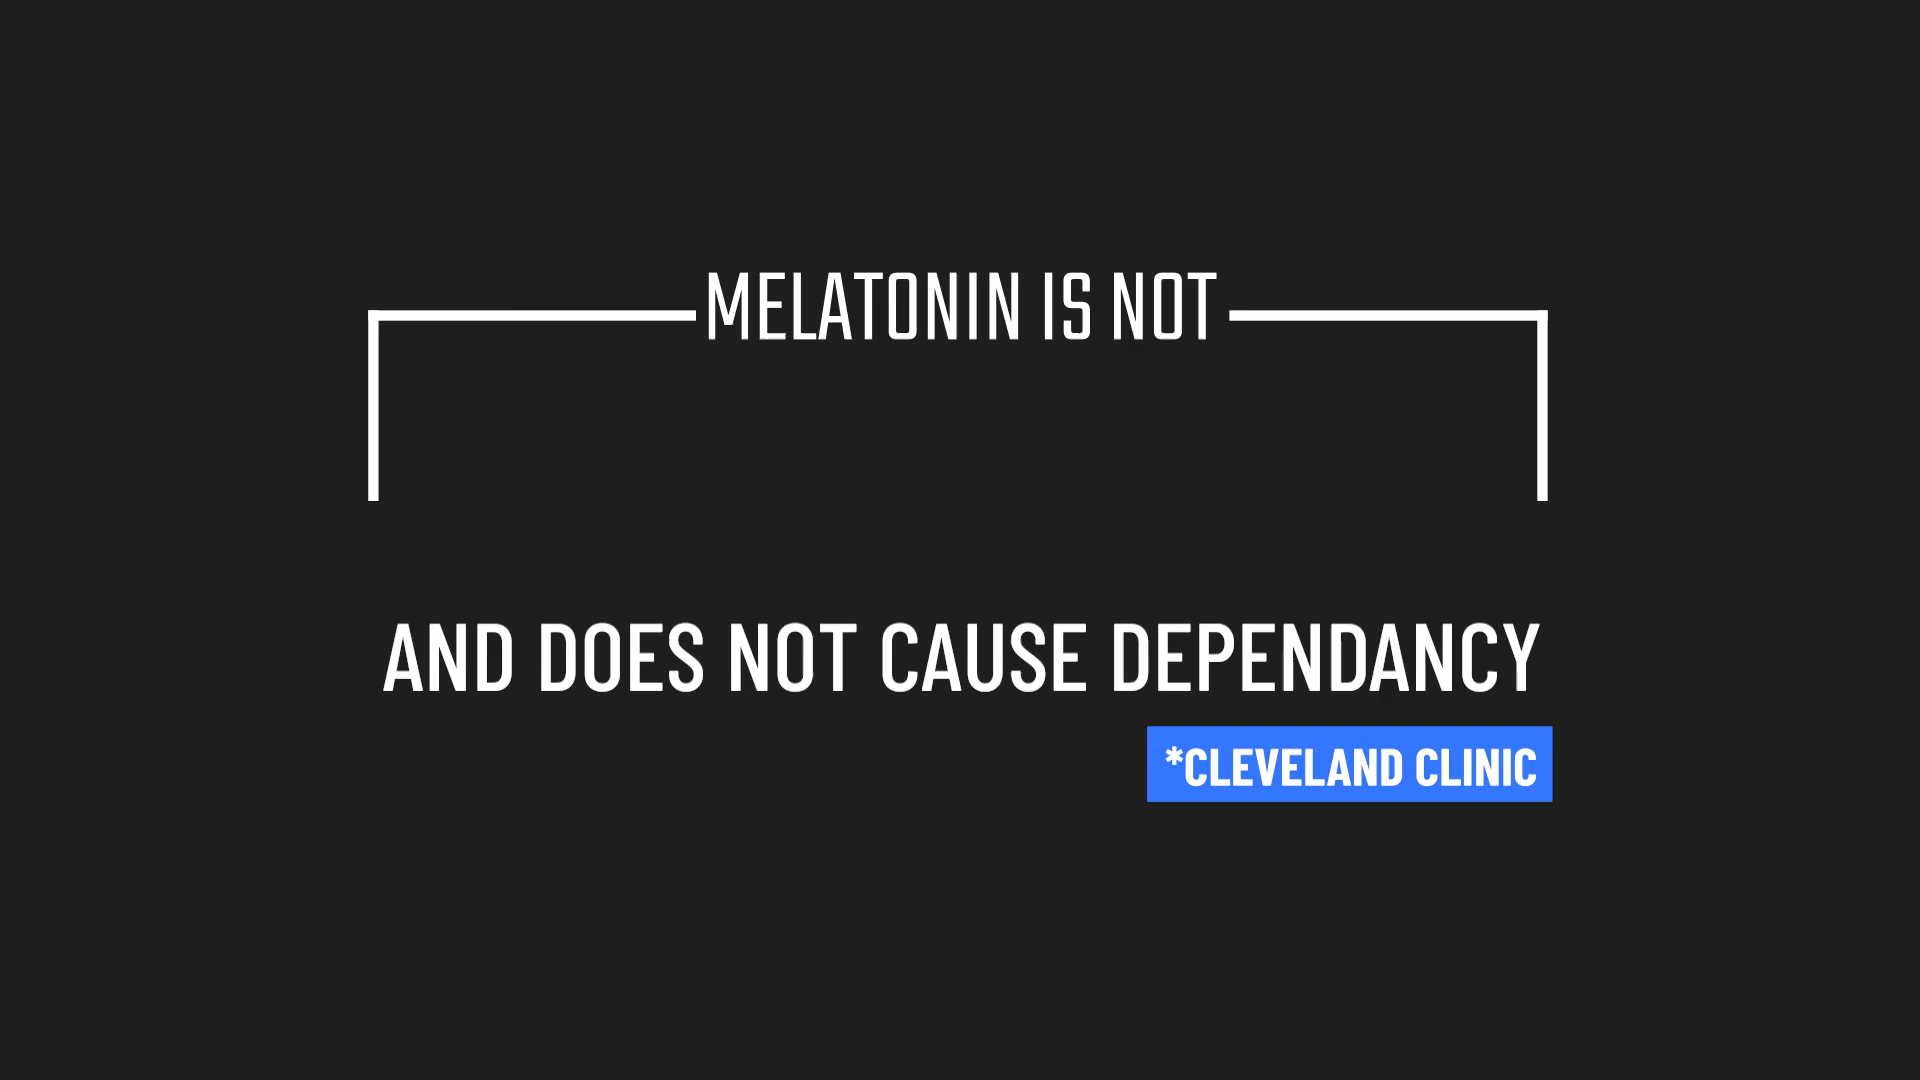 MELATONIN IS NOT
AND DOES NOT CAUSE DEPENDANCY
*CLEVELAND CLINIC